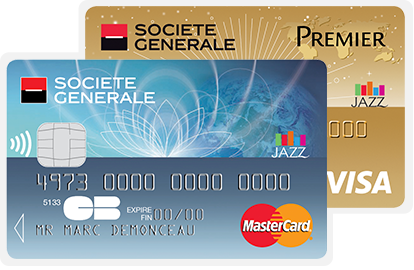 SOCIETE
GENERALE
PREMIER
JAZZ
000
VISA
SOCIETE
GENERALE
JAZZ
4973 0000 0000 0000
5133
CB
EXPIRE
FIN
00/00
MR MARC DEMONCEAU
MasterCard